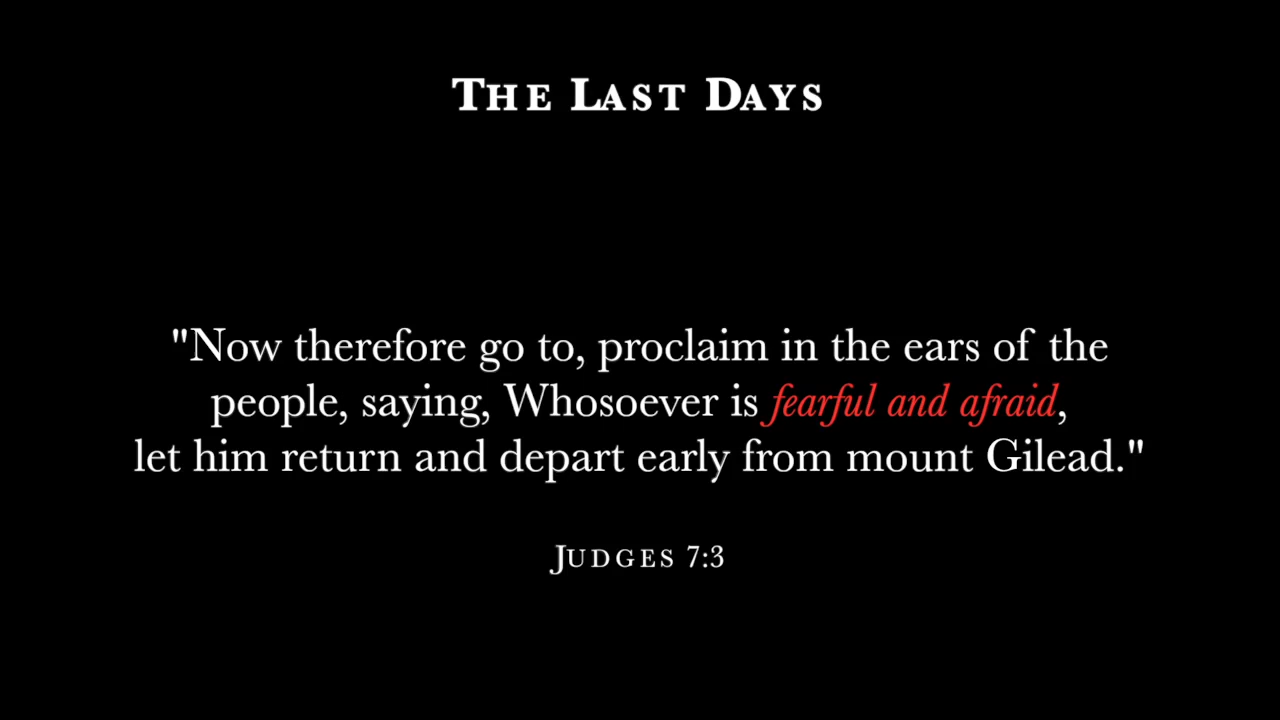 The Last Days
"Now therefore go to, proclaim in the ears of the
people, saying, Whosoever is fearful and afraid,
let him return and depart early from mount Gilead."
Judges 7:3